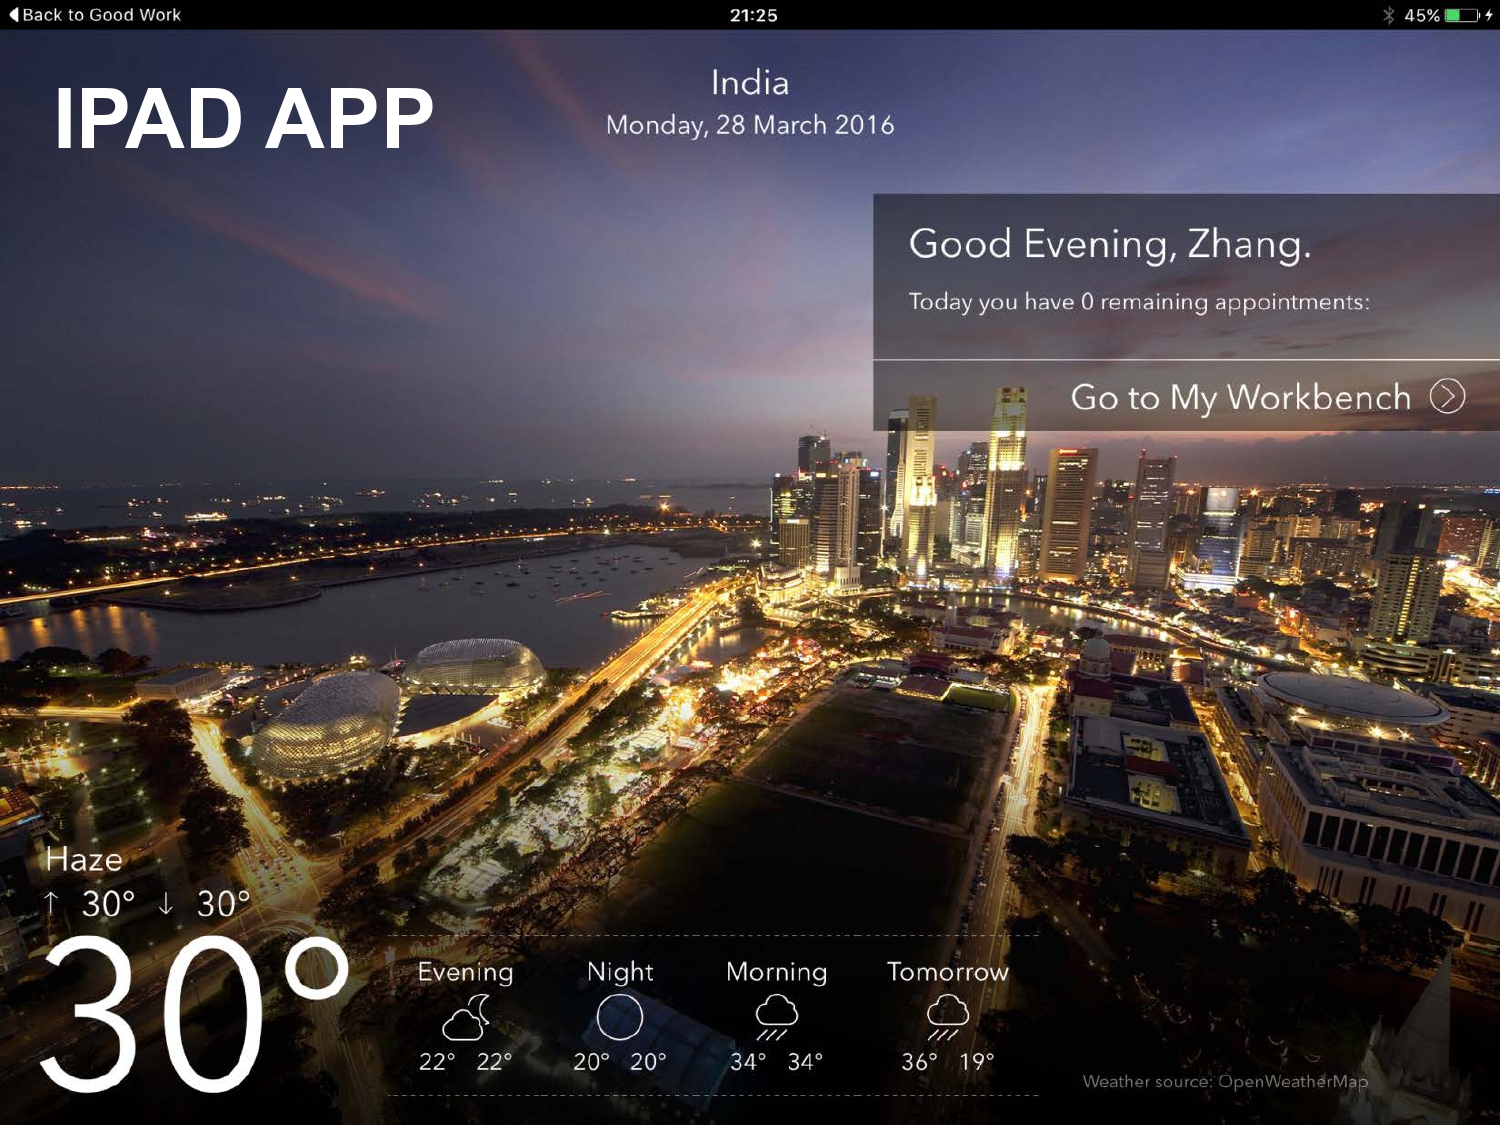 Back to Good Work
21:25
45%
IPAD APP
India
Monday, 28 March 2016
Good Evening, Zhang.
Today you have 0 remaining appointments:
Go to My Workbench
Haze
↑ 30° ↓ 30°
30°
Evening Night Morning Tomorrow
22° 22° 20° 20° 34° 34° 36° 19°
Weather source: OpenWeatherMap